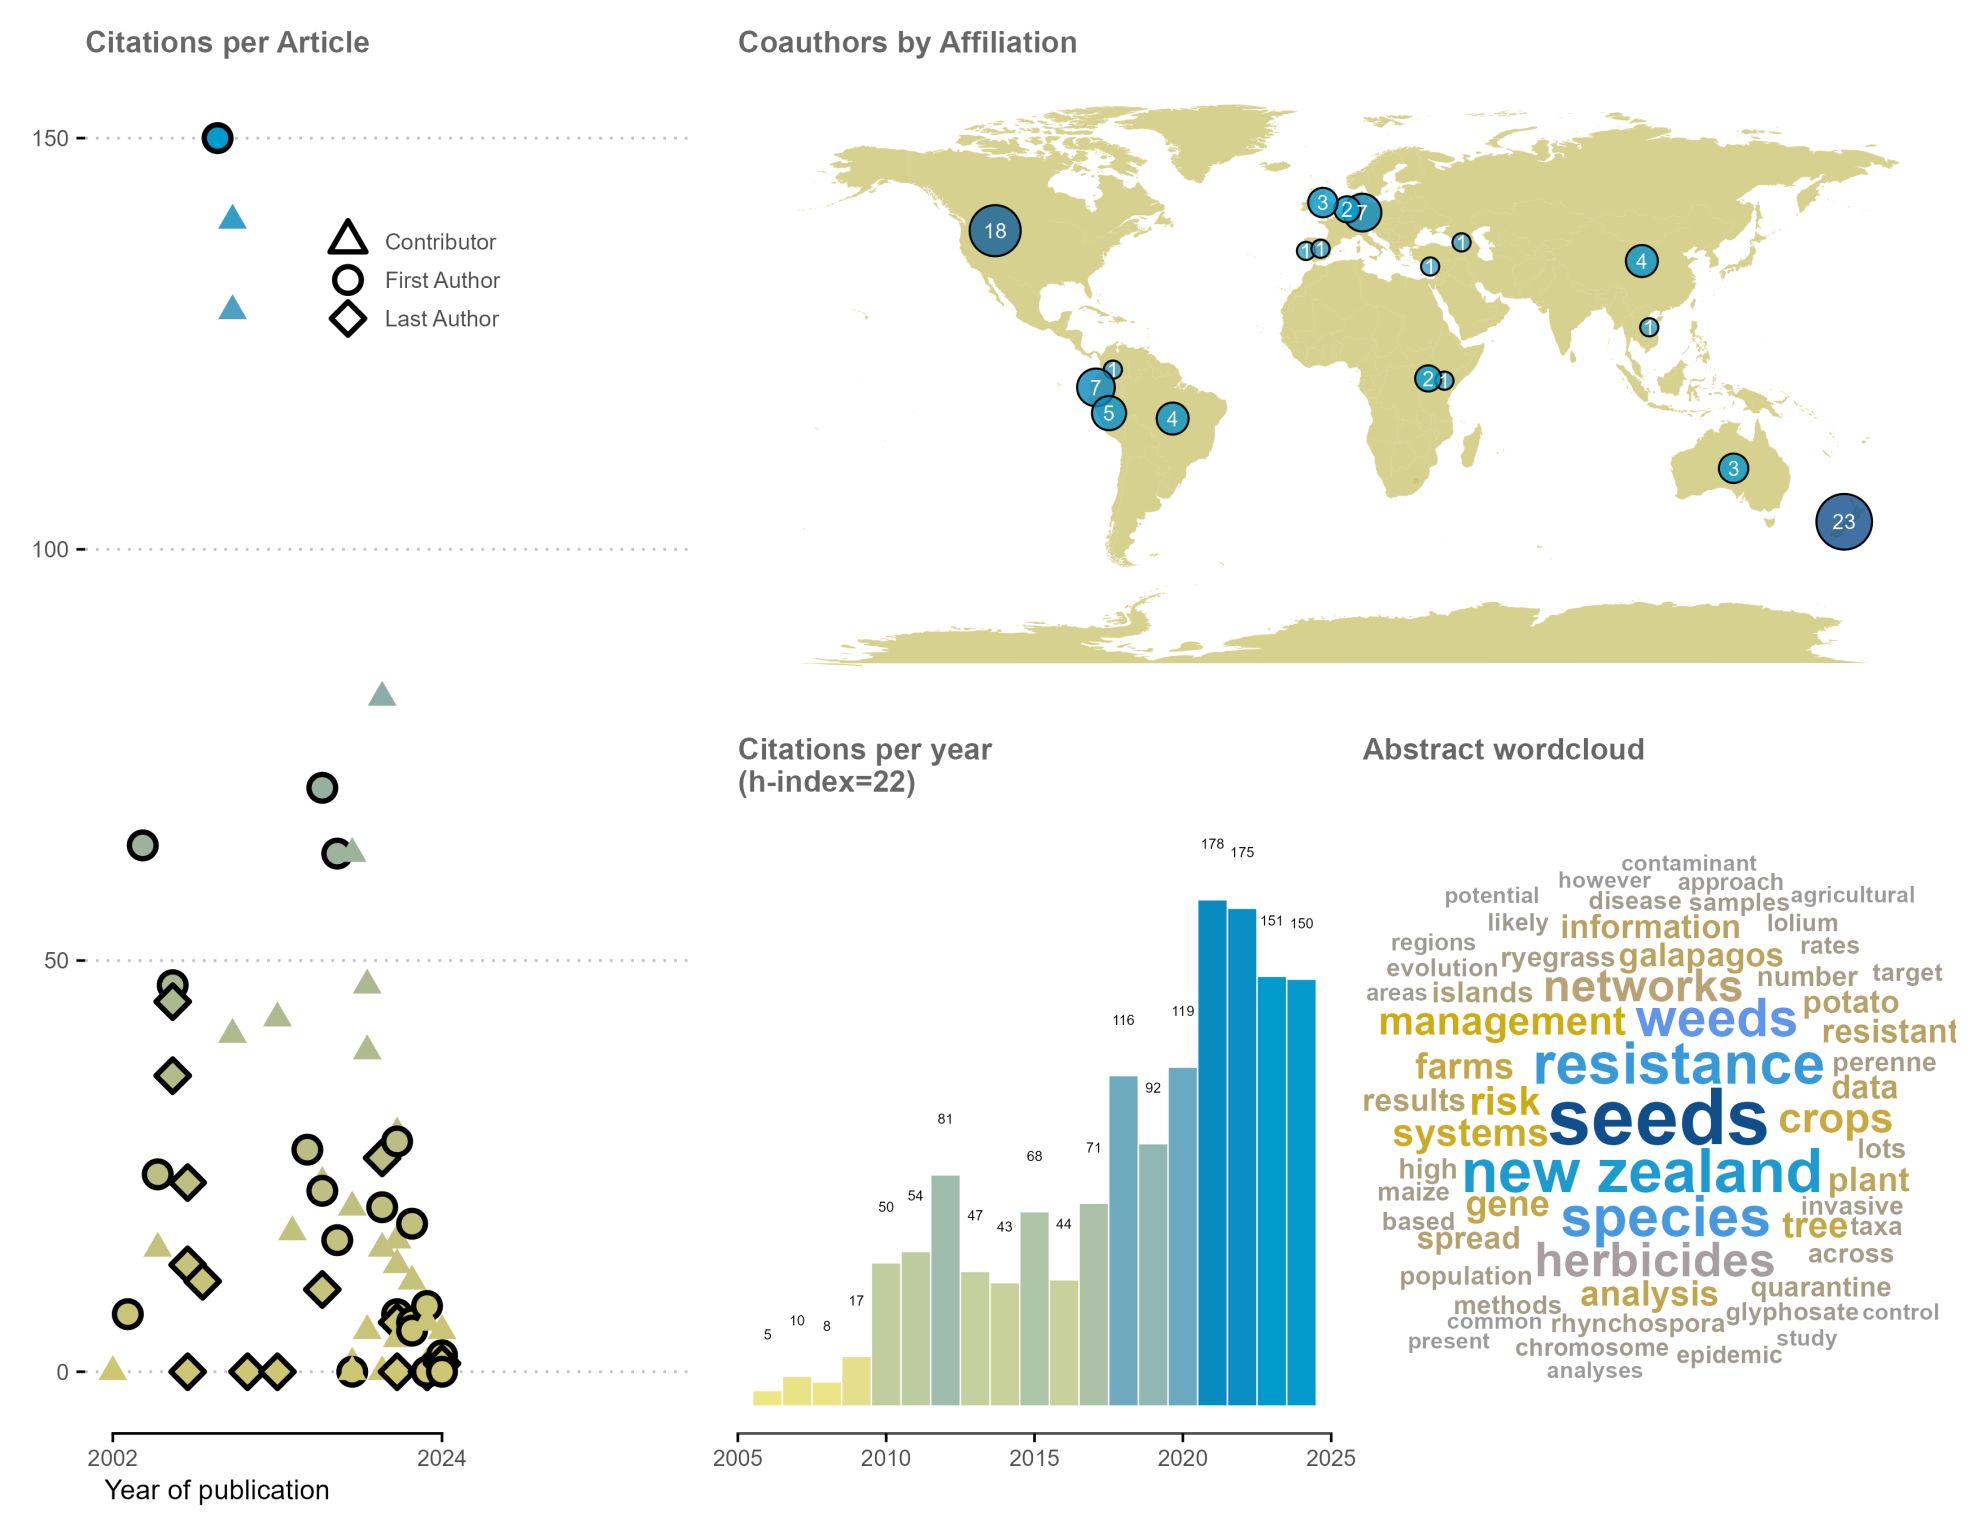 Citations per Article
150
100
50
0
Contributor
First Author
Last Author
2002
2024
Year of publication
Coauthors by Affiliation
18
3
2
7
1
1
1
1
4
1
1
7
5
4
2
1
3
23
Citations per year
(h-index=22)
5
10
8
17
50
54
81
47
43
68
44
71
116
92
119
178
175
151
150
2005
2010
2015
2020
2025
Abstract wordcloud
contaminant
however approach
potential disease samples agricultural
likely information lolium
regions ryegrass galapagos rates
evolution networks number target
areas islands potato
management weeds resistant
farms resistance perenne
results risk seeds data
systems crops
lots
high new zealand plant
maize gene invasive
based species tree taxa
spread herbicides across
population quarantine
methods analysis glyphosate control
common rhynchospora study
present chromosome epidemic
analyses